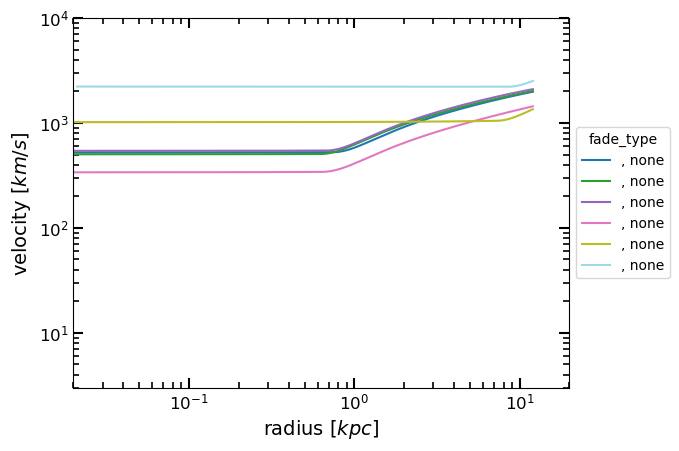 10⁴
10³
10² 
10¹
velocity [km/s]
10⁻¹
10⁰
10¹
radius [kpc]
fade_type
, none
, none
, none
, none
, none
, none